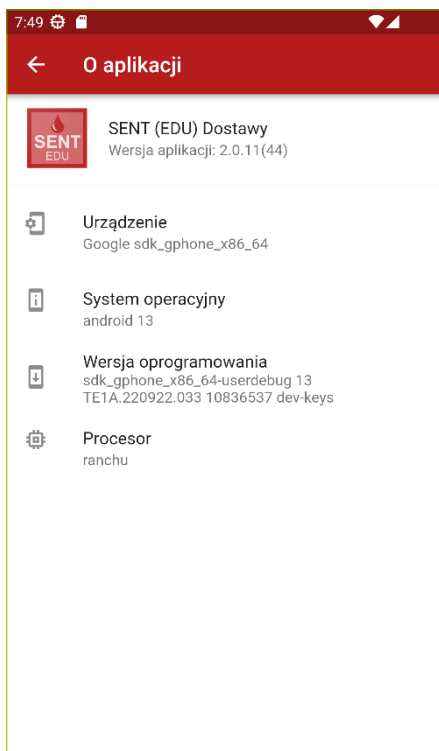 7:49
O aplikacji
SENT
EDU
SENT (EDU) Dostawy
Wersja aplikacji: 2.0.11(44)
Urządzenie
Google sdk_gphone_x86_64
System operacyjny
android 13
Wersja oprogramowania
sdk_gphone_x86_64-userdebug 13
TE1A.220922.033 10836537 dev-keys
Procesor
ranchu